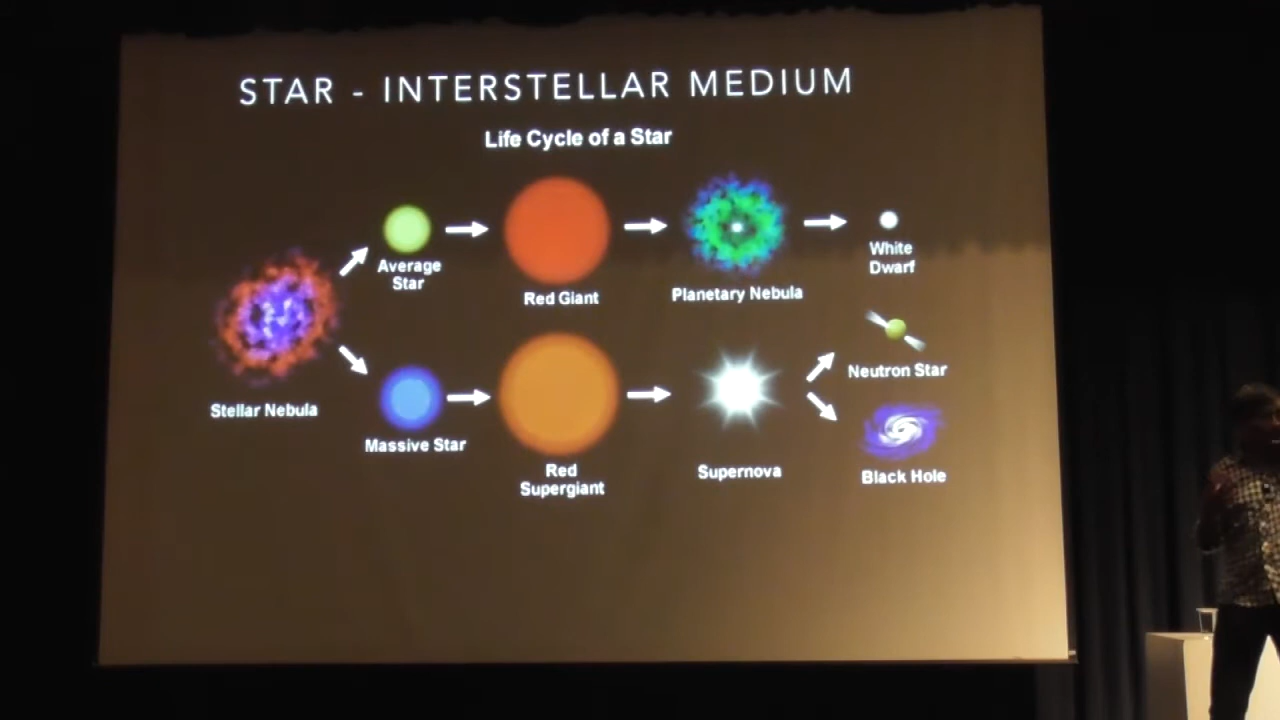 STAR - INTERSTELLAR MEDIUM
Life Cycle of a Star
Average
Star
Red Giant
Planetary Nebula
White
Dwarf
Stellar Nebula
Massive Star
Red
Supergiant
Supernova
Neutron Star
Black Hole